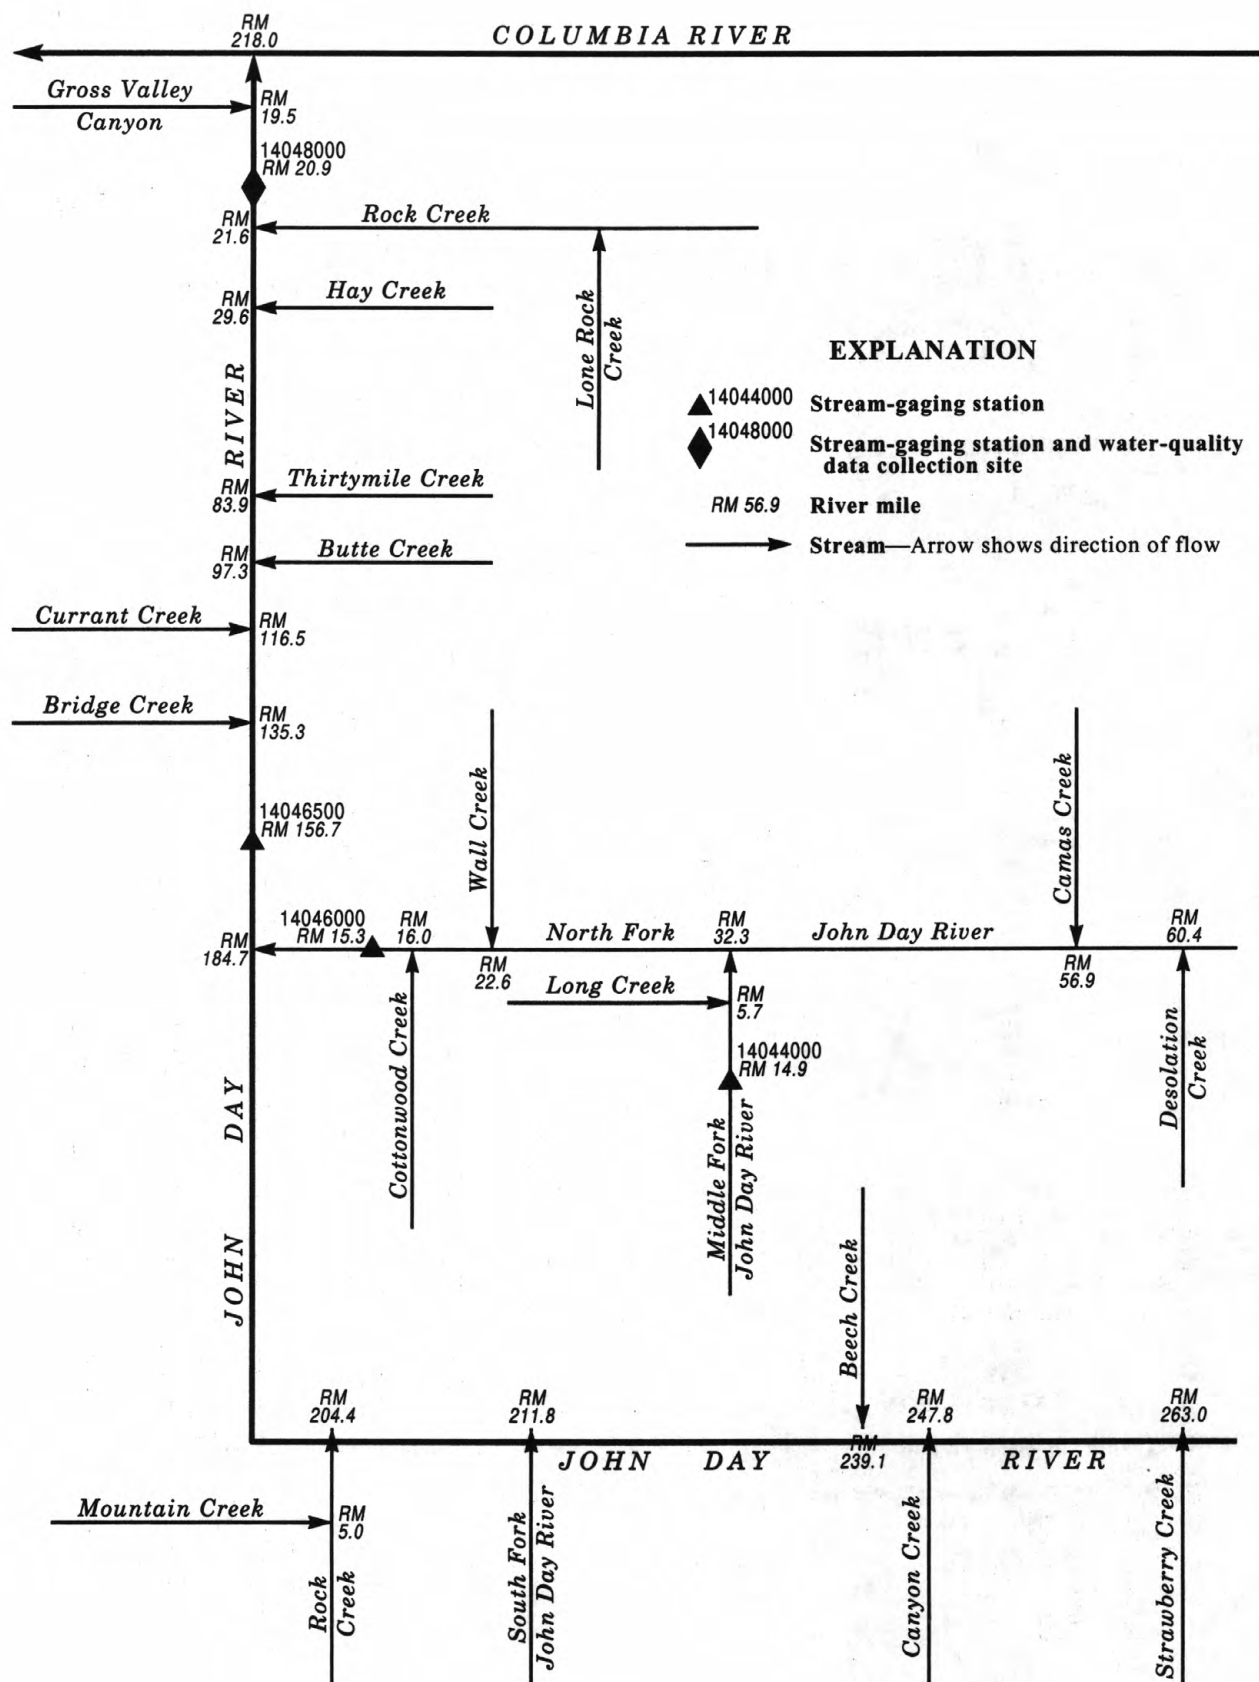 RM
218.0
COLUMBIA RIVER
Gross Valley
Canyon
RM
19.5
14048000
RM 20.9
RM
21.6
Rock Creek
RM
29.6
Hay Creek
Lone Rock
Creek
EXPLANATION
14044000
Stream-gaging station
14048000
Stream-gaging station and water-quality
data collection site
RM 56.9
River mile
Stream—Arrow shows direction of flow
RM
83.9
Thirtymile Creek
RM
97.3
Butte Creek
Currant Creek
RM
116.5
Bridge Creek
RM
135.3
14046500
RM 156.7
Wall Creek
Camas Creek
RM
184.7
14046000
RM 15.3
RM
16.0
RM
22.6
North Fork
RM
32.3
John Day River
RM
56.9
RM
60.4
Long Creek
RM
5.7
14044000
RM 14.9
Cottonwood Creek
Middle Fork
John Day River
Desolation
Creek
Beech Creek
JOHN DAY RIVER
RM
204.4
RM
211.8
RM
239.1
RM
247.8
RM
263.0
JOHN DAY RIVER
Mountain Creek
RM
5.0
Rock
Creek
South Fork
John Day River
Canyon Creek
Strawberry Creek